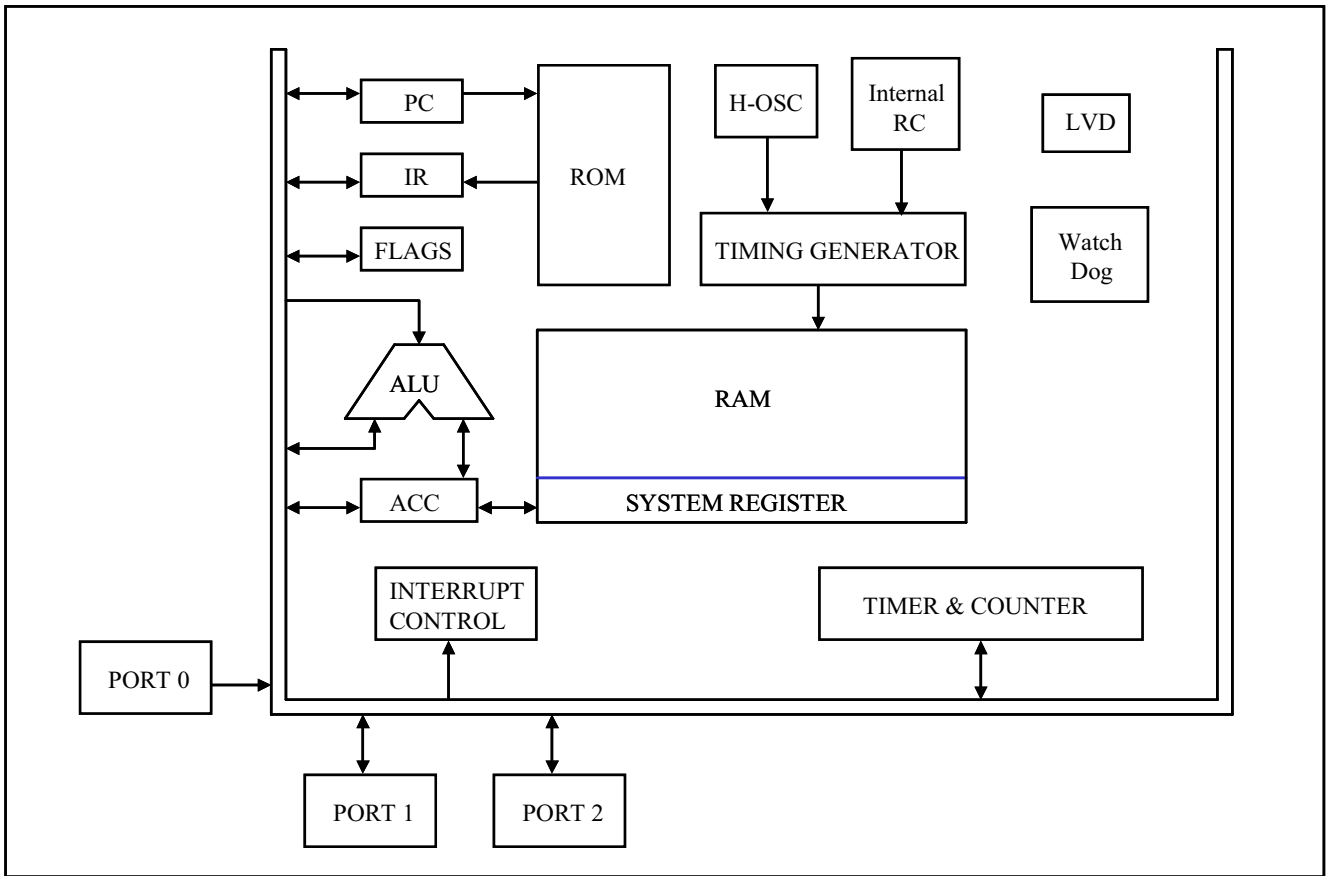 PC
IR
FLAGS
ROM
H-OSC
Internal
RC
LVD
TIMING GENERATOR
Watch
Dog
ALU
RAM
ACC
SYSTEM REGISTER
INTERRUPT
CONTROL
TIMER & COUNTER
PORT 0
PORT 1
PORT 2